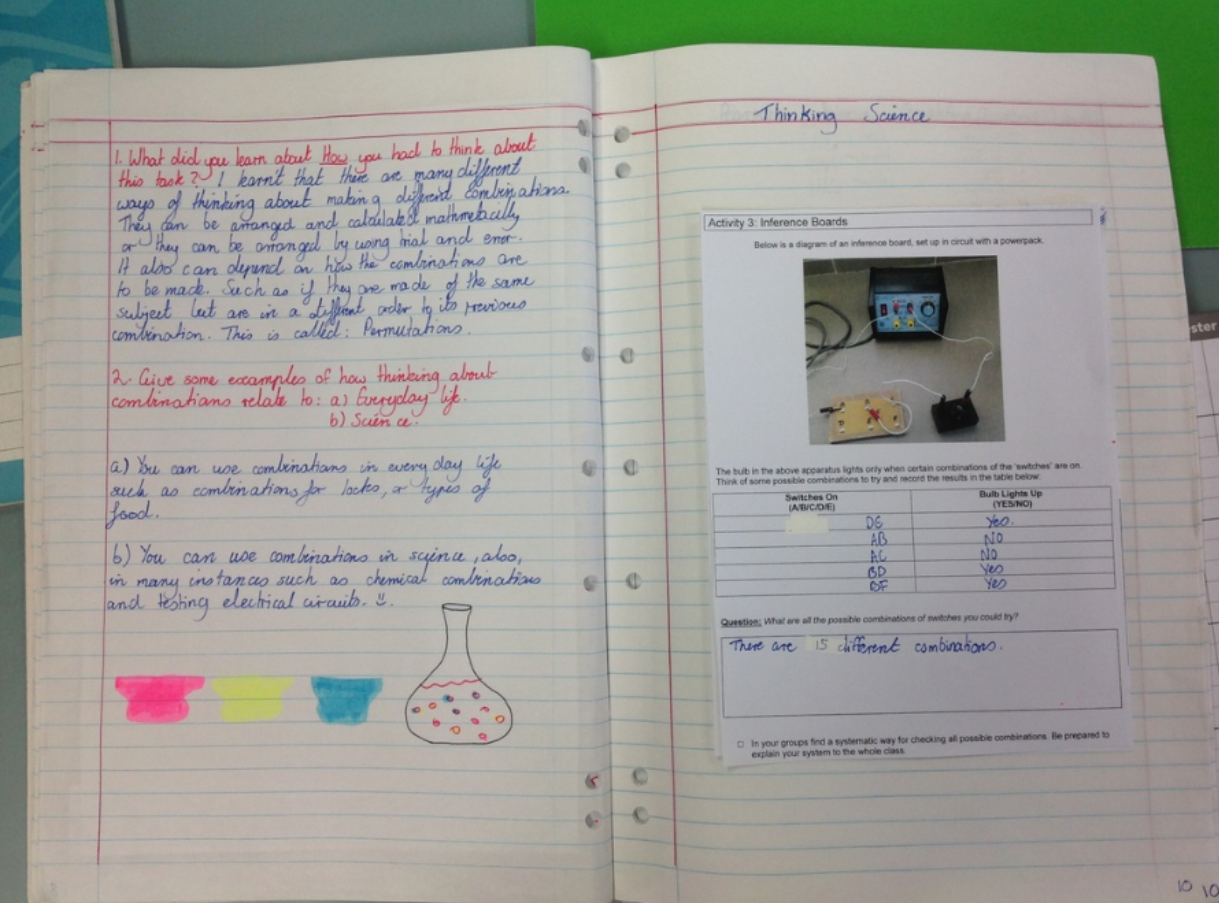 1. What did you learn about How you had to think about
this task? I learn't that there are many different
ways of thinking about making different combinations.
They can be arranged and calculated mathmetacilly
or they can be arranged by using trial and error.
It also can depend on how the combinations are
to be made. Such as if they are made of the same
subject but are in a different order to its previous
combination. This is called: Permutations.
2. Give some examples of how thinking about
combinations relate to: a) Everyday life.
b) Science.
a) You can use combinations in every day life
such as combinations for locks, or types of
food.
b) You can use combinations in science, also,
in many instances such as chemical combinations
and testing electrical circuits.
Thinking Science
Activity 3: Inference Boards
Below is a diagram of an inference board, set up in circuit with a powerpack.
The bulb in the above apparatus lights only when certain combinations of the 'switches' are on.
Think of some possible combinations to try and record the results in the table below:
Switches On Bulb Lights Up
(A/B/C/D/E) (YES/NO)
Yes.
AB NO
AC NO
BD Yes
Yes
Question: What are all the possible combinations of switches you could try?
There are 15 different combinations.
In your groups find a systematic way for checking all possible combinations. Be prepared to
explain your system to the whole class.
ster
10 10